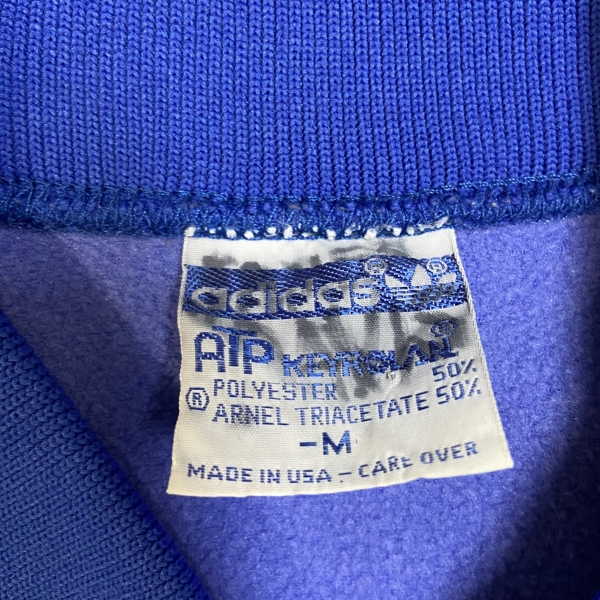 adidas®
ATP KEYROLAN®
POLYESTER 50%
® ARNEL TRIACETATE 50%
-M
MADE IN USA - CARE OVER